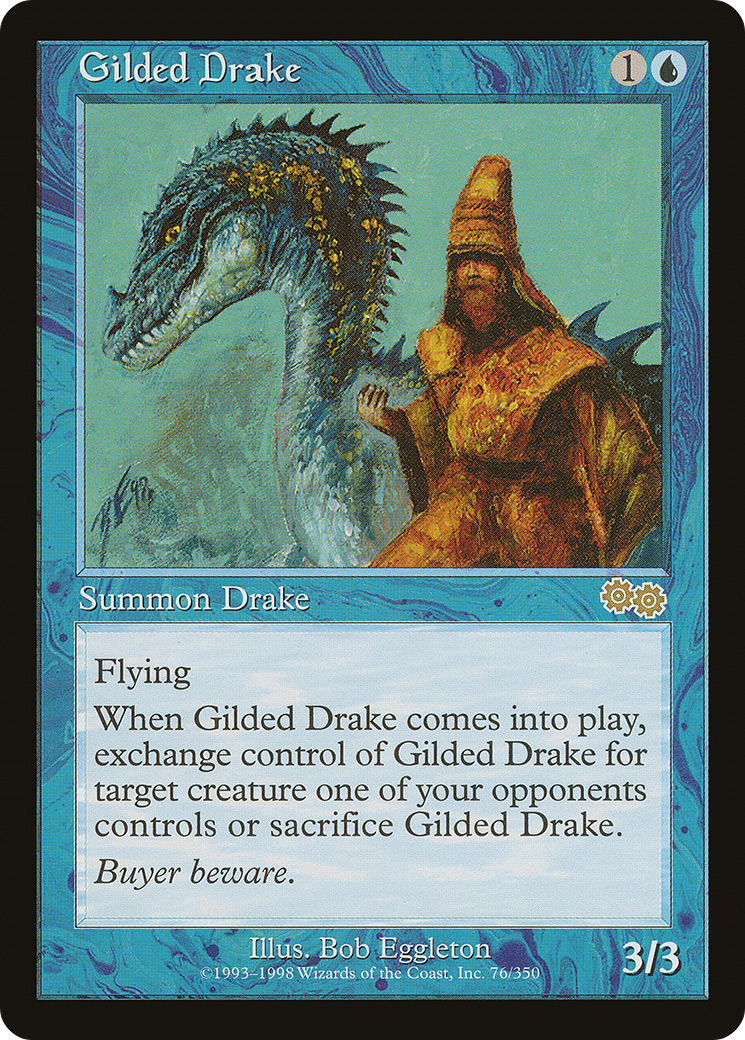 Gilded Drake 1
Summon Drake
Flying
When Gilded Drake comes into play,
exchange control of Gilded Drake for
target creature one of your opponents
controls or sacrifice Gilded Drake.
Buyer beware.
Illus. Bob Eggleton
©1993–1998 Wizards of the Coast, Inc. 76/350
3/3